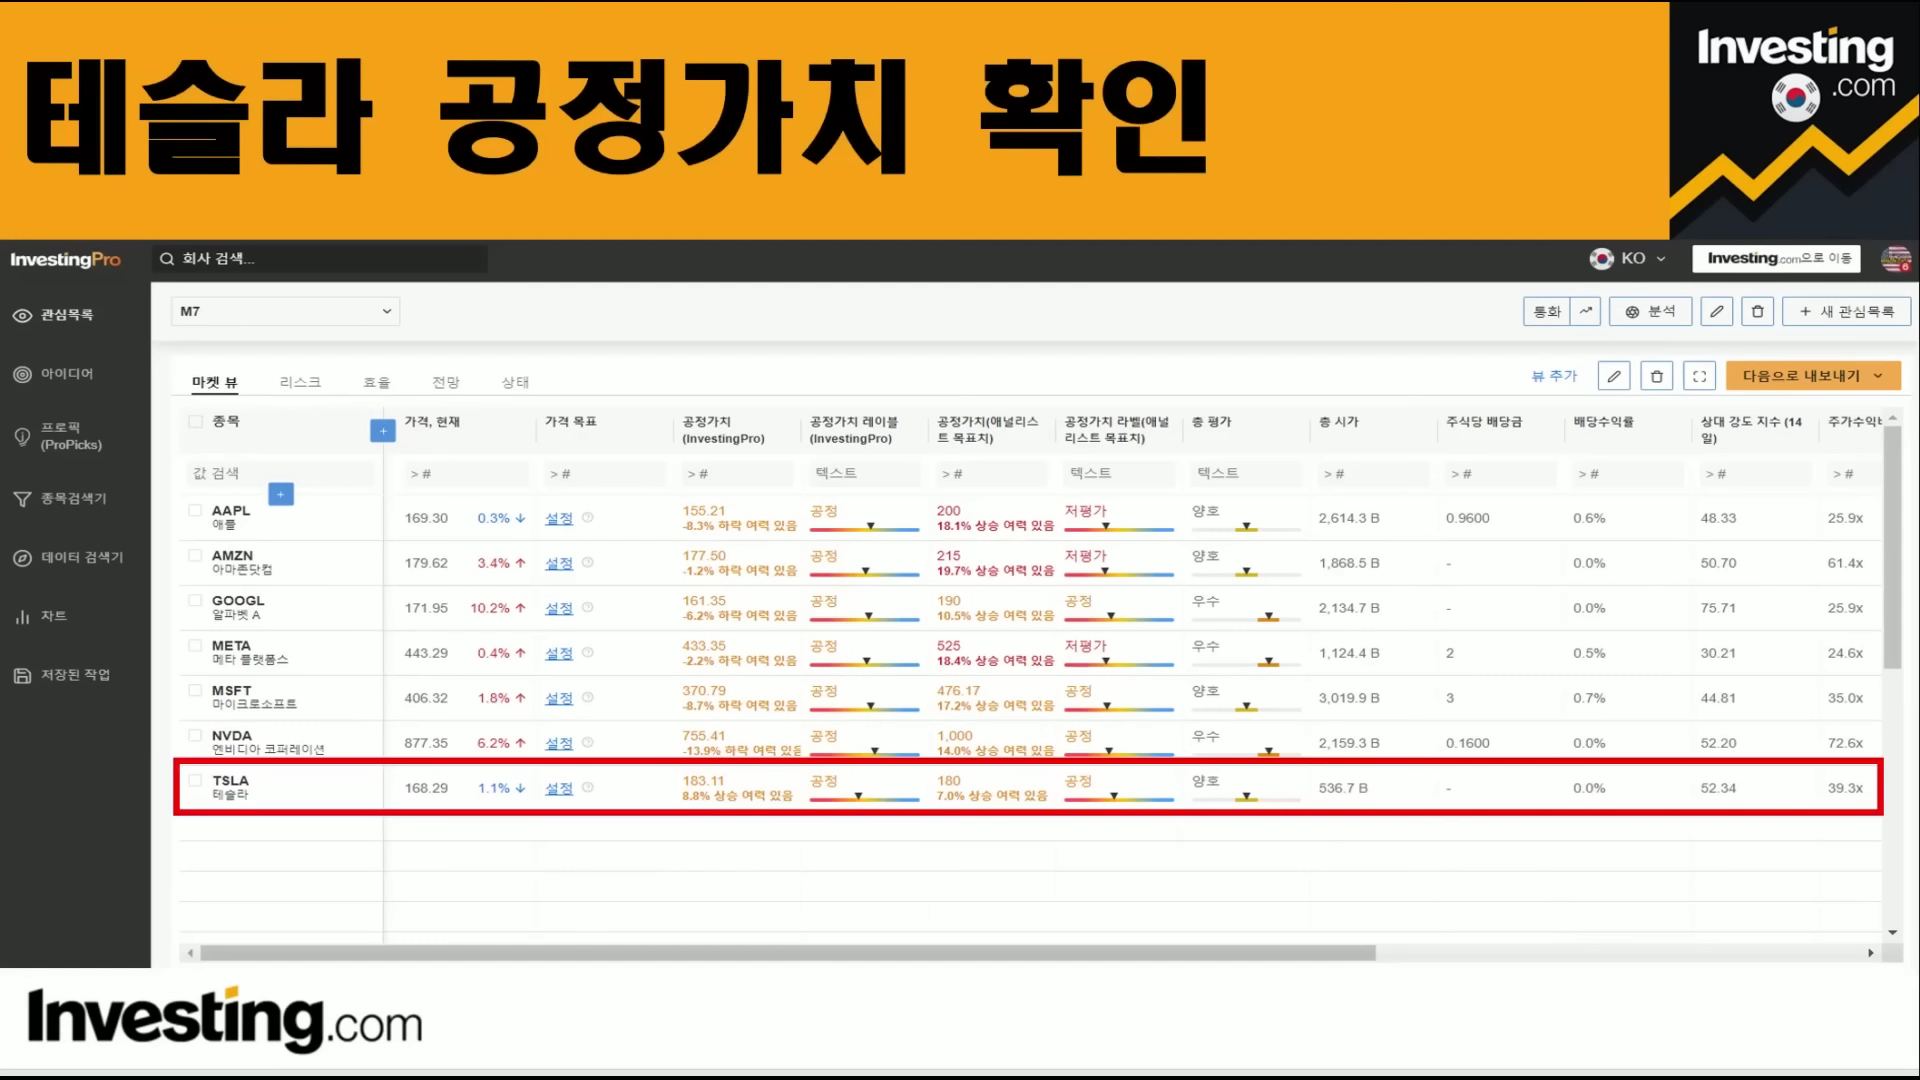 테슬라 공정가치 확인
Investing
.com
InvestingPro
회사 검색...
KO
Investing.com으로 이동
6
관심목록
아이디어
프로픽
(ProPicks)
종목검색기
데이터 검색기
차트
저장된 작업
M7
통화
분석
+ 새 관심목록
마켓 뷰 리스크 효율 전망 상태
뷰 추가
다음으로 내보내기
종목 + 가격, 현재 가격 목표 공정가치 (InvestingPro) 공정가치 레이블 (InvestingPro) 공정가치(애널리스트 목표치) 공정가치 라벨(애널리스트 목표치) 총 평가 총 시가 주식당 배당금 배당수익률 상대 강도 지수 (14일)
값 검색 > # > # > # 텍스트 > # 텍스트 텍스트 > # > # > # > # > #
+
AAPL 155.21 공정 200 저평가 양호
애플 169.30 0.3% ↓ 설정 -8.3% 하락 여력 있음 18.1% 상승 여력 있음 2,614.3 B 0.9600 0.6% 48.33 25.9x
AMZN 177.50 공정 215 저평가 양호
아마존닷컴 179.62 3.4% ↑ 설정 -1.2% 하락 여력 있음 19.7% 상승 여력 있음 1,868.5 B - 0.0% 50.70 61.4x
GOOGL 161.35 공정 190 공정 우수
알파벳 A 171.95 10.2% ↑ 설정 -6.2% 하락 여력 있음 10.5% 상승 여력 있음 2,134.7 B - 0.0% 75.71 25.9x
META 433.35 공정 525 저평가 우수
메타 플랫폼스 443.29 0.4% ↑ 설정 -2.2% 하락 여력 있음 18.4% 상승 여력 있음 1,124.4 B 2 0.5% 30.21 24.6x
MSFT 370.79 공정 476.17 공정 양호
마이크로소프트 406.32 1.8% ↑ 설정 -8.7% 하락 여력 있음 17.2% 상승 여력 있음 3,019.9 B 3 0.7% 44.81 35.0x
NVDA 755.41 공정 1,000 공정 우수
엔비디아 코퍼레이션 877.35 6.2% ↑ 설정 -13.9% 하락 여력 있음 14.0% 상승 여력 있음 2,159.3 B 0.1600 0.0% 52.20 72.6x
TSLA 183.11 공정 180 공정 양호
테슬라 168.29 1.1% ↓ 설정 8.8% 상승 여력 있음 7.0% 상승 여력 있음 536.7 B - 0.0% 52.34 39.3x
Investing.com